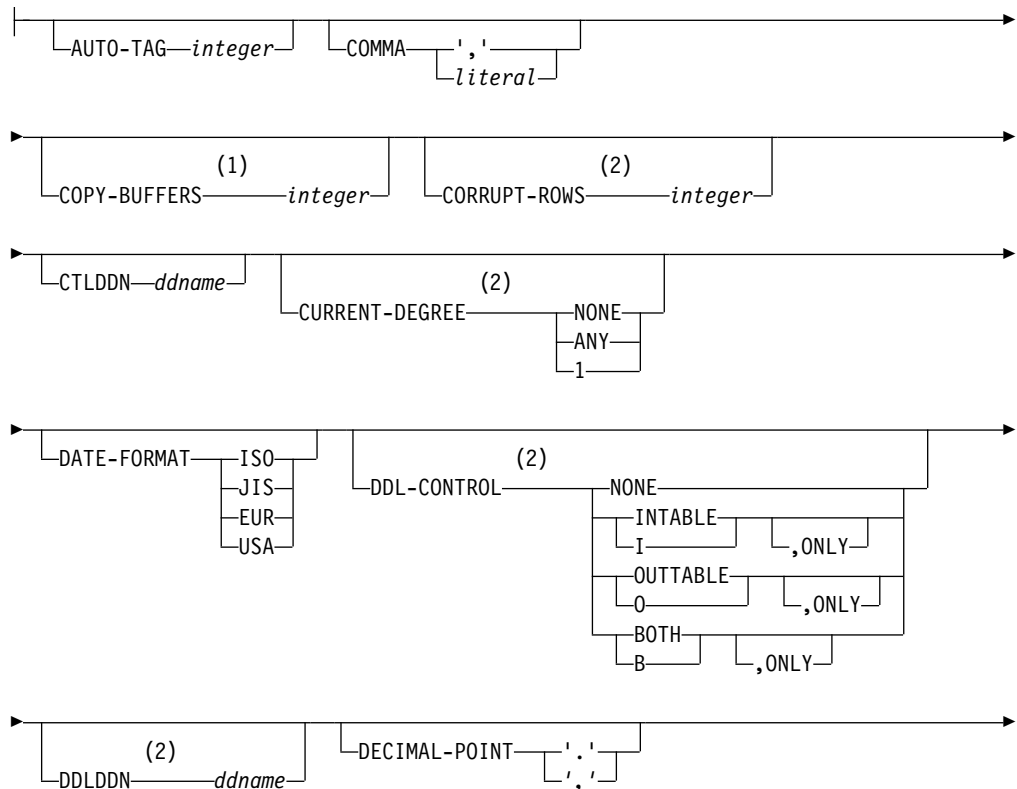 AUTO-TAG integer COMMA ','
literal
(1) (2)
COPY-BUFFERS integer CORRUPT-ROWS integer
(2)
CTLDDN ddname
CURRENT-DEGREE NONE
ANY
1
DATE-FORMAT ISO (2)
JIS DDL-CONTROL NONE
EUR INTABLE
USA I ,ONLY
OUTTABLE
O ,ONLY
BOTH
B ,ONLY
(2) DECIMAL-POINT '.'
DDLDDN ddname ','